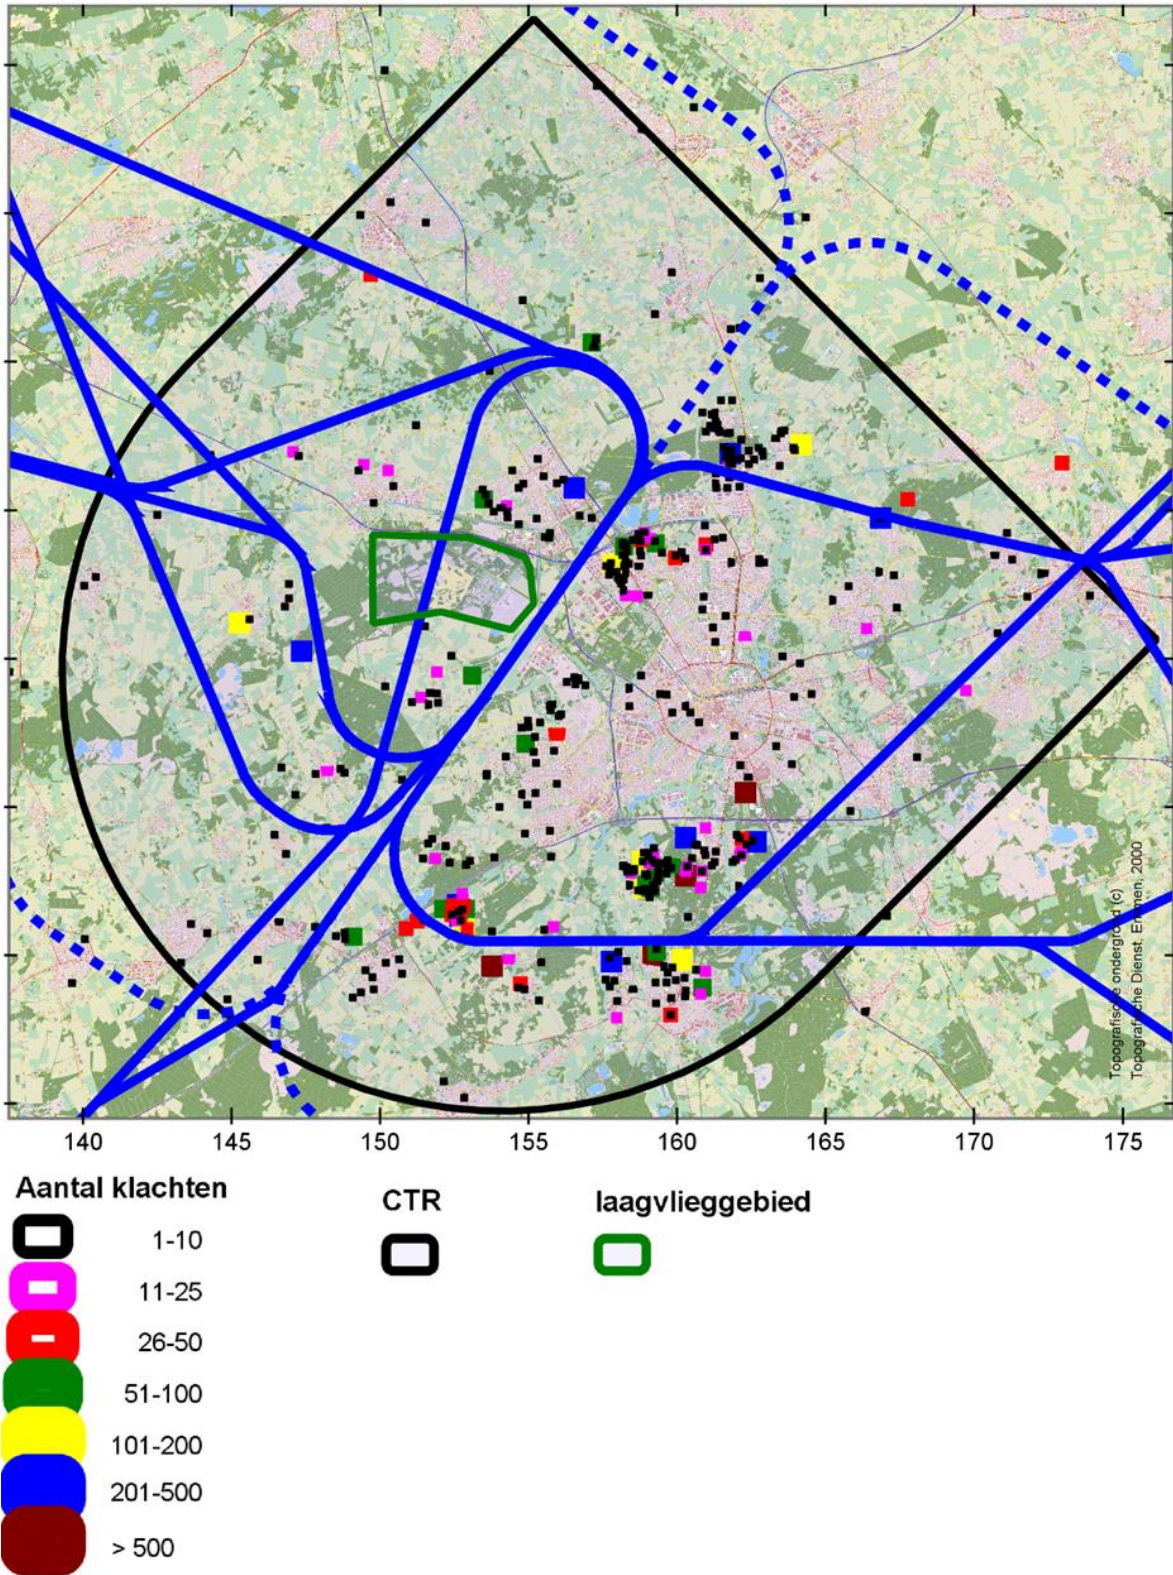 Topografische ondergrond (c)
Topografische Dienst, Emmen, 2000
140 145 150 155 160 165 170 175
Aantal klachten
1-10
11-25
26-50
51-100
101-200
201-500
> 500
CTR
laagvlieggebied